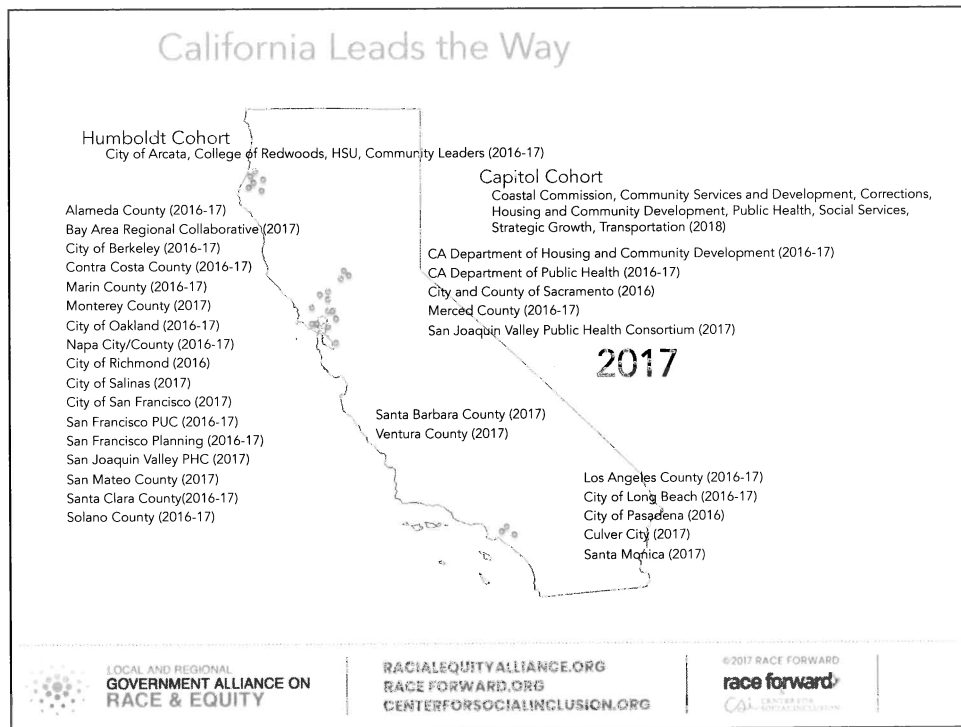 California Leads the Way
Humboldt Cohort
City of Arcata, College of Redwoods, HSU, Community Leaders (2016-17)
Capitol Cohort
Coastal Commission, Community Services and Development, Corrections,
Housing and Community Development, Public Health, Social Services,
Strategic Growth, Transportation (2018)
Alameda County (2016-17)
Bay Area Regional Collaborative (2017)
City of Berkeley (2016-17)
Contra Costa County (2016-17)
Marin County (2016-17)
Monterey County (2017)
City of Oakland (2016-17)
Napa City/County (2016-17)
City of Richmond (2016)
City of Salinas (2017)
City of San Francisco (2017)
San Francisco PUC (2016-17)
San Francisco Planning (2016-17)
San Joaquin Valley PHC (2017)
San Mateo County (2017)
Santa Clara County(2016-17)
Solano County (2016-17)
CA Department of Housing and Community Development (2016-17)
CA Department of Public Health (2016-17)
City and County of Sacramento (2016)
Merced County (2016-17)
San Joaquin Valley Public Health Consortium (2017)
2017
Santa Barbara County (2017)
Ventura County (2017)
Los Angeles County (2016-17)
City of Long Beach (2016-17)
City of Pasadena (2016)
Culver City (2017)
Santa Monica (2017)
LOCAL AND REGIONAL
GOVERNMENT ALLIANCE ON
RACE & EQUITY
RACIALEQUITYALLIANCE.ORG
RACEFORWARD.ORG
CENTERFORSOCIALINCLUSION.ORG
©2017 RACE FORWARD
race forward
CSI CENTER FOR
SOCIAL INCLUSION